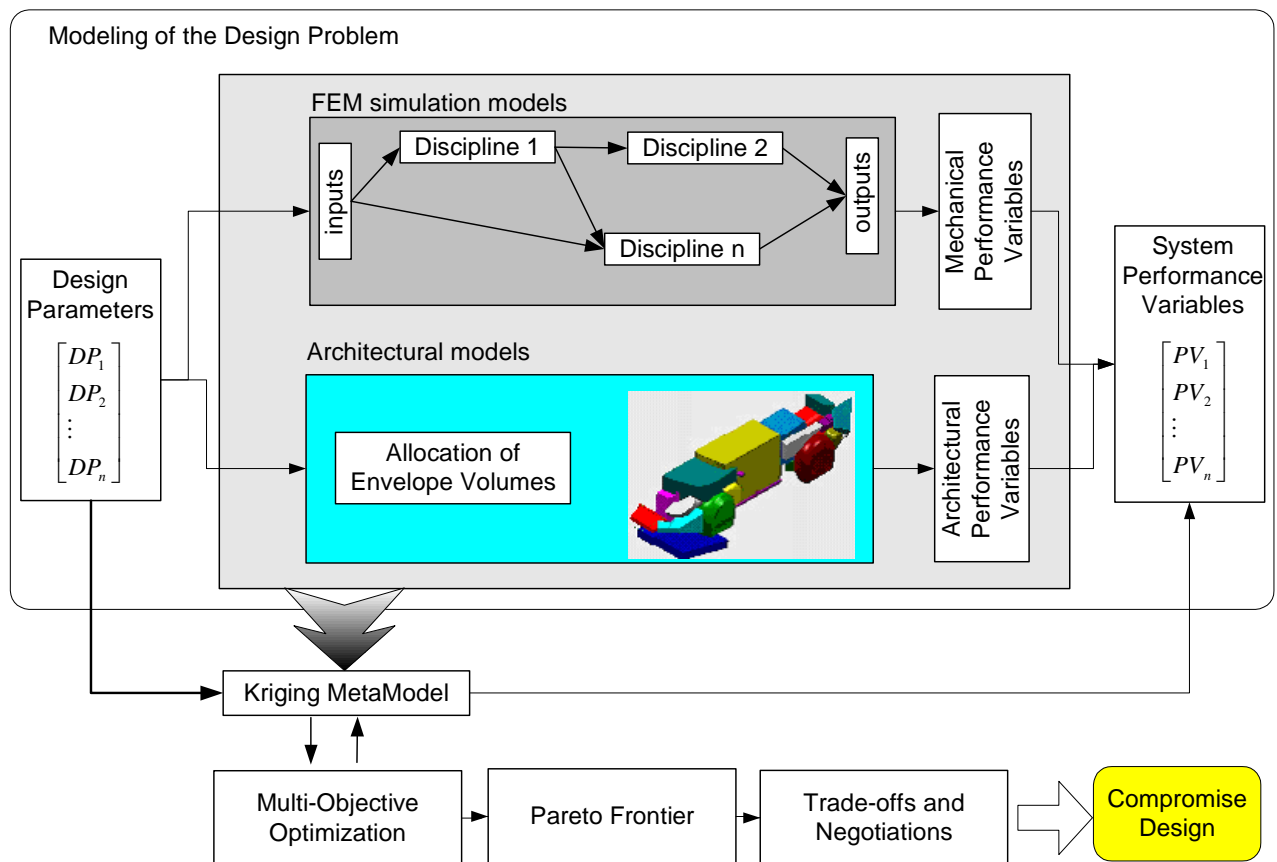 Modeling of the Design Problem
FEM simulation models
inputs
Discipline 1
Discipline 2
Discipline n
outputs
Mechanical
Performance
Variables
Design
Parameters
DP1
DP2
⋮
DPn
System
Performance
Variables
PV1
PV2
⋮
PVn
Architectural models
Allocation of
Envelope Volumes
Architectural
Performance
Variables
Kriging MetaModel
Multi-Objective
Optimization
Pareto Frontier
Trade-offs and
Negotiations
Compromise
Design